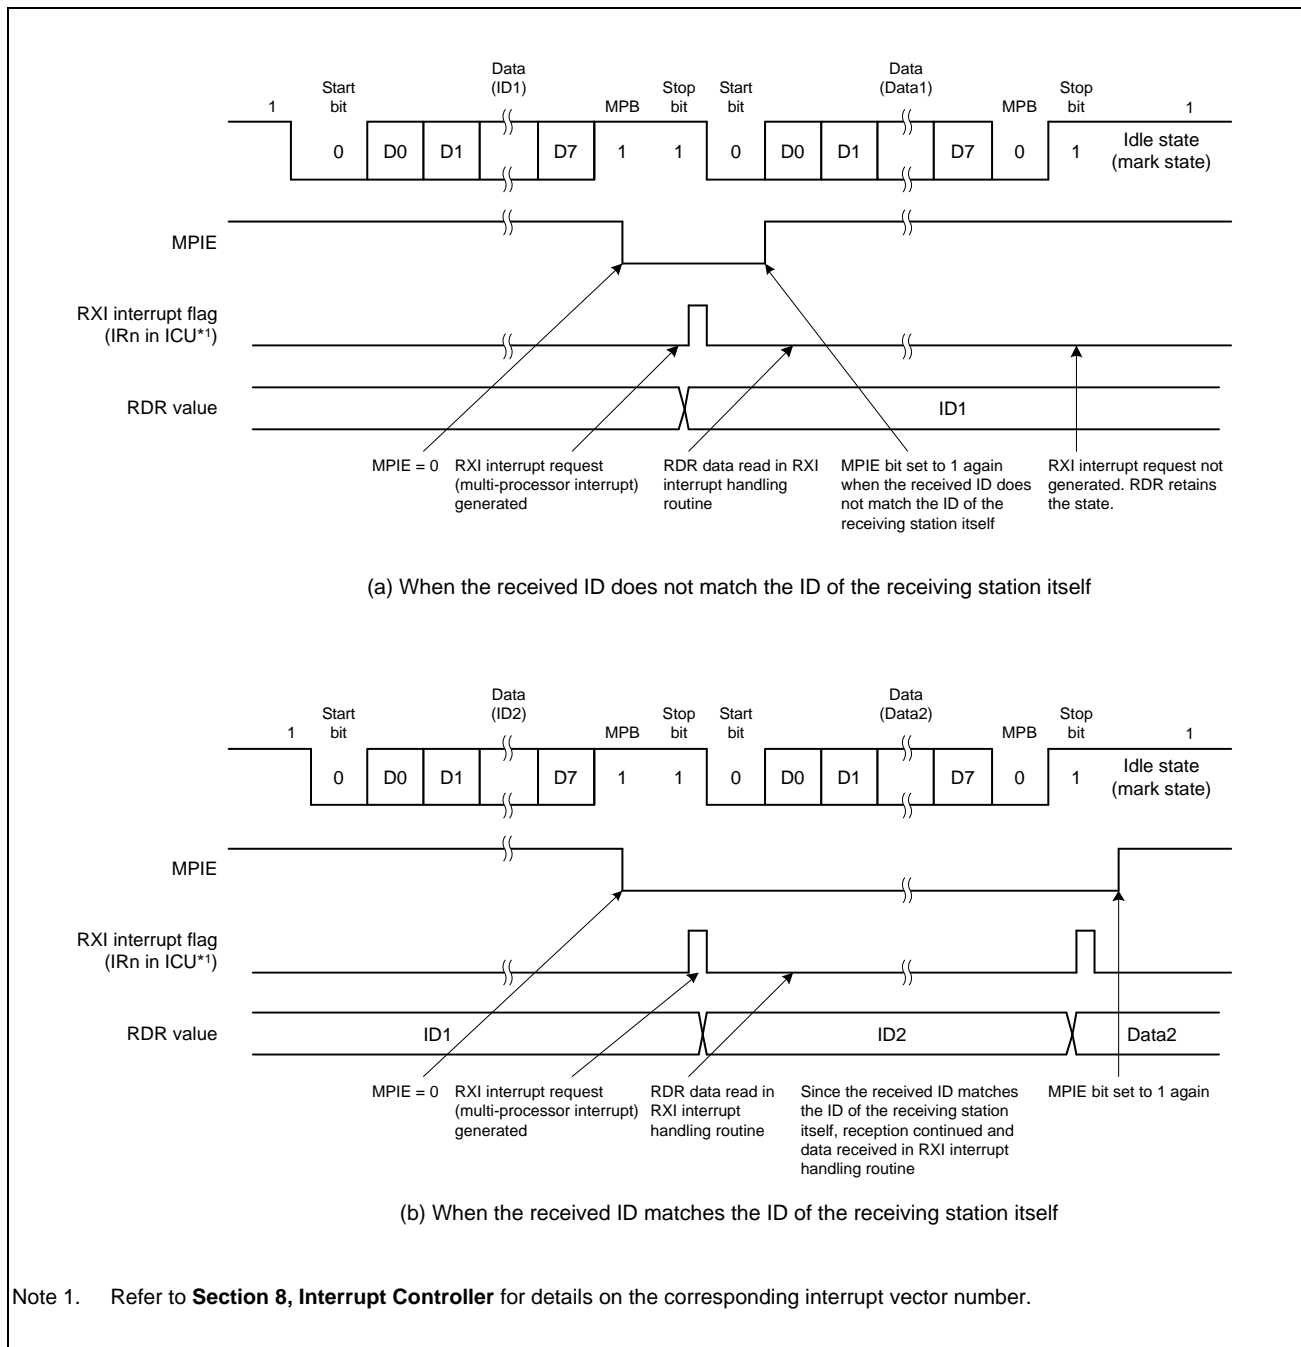 Data
(ID1)
Data
(Data1)
Start
bit
Stop
bit
Start
bit
Stop
bit
1 MPB MPB 1
0 D0 D1 D7 1 1 0 D0 D1 D7 0 1
Idle state
(mark state)
MPIE
RXI interrupt flag
(IRn in ICU*1)
RDR value
ID1
MPIE = 0
RXI interrupt request
(multi-processor interrupt)
generated
RDR data read in RXI
interrupt handling
routine
MPIE bit set to 1 again
when the received ID does
not match the ID of the
receiving station itself
RXI interrupt request not
generated. RDR retains
the state.
(a) When the received ID does not match the ID of the receiving station itself
Data
(ID2)
Data
(Data2)
Start
bit
Stop
bit
Start
bit
Stop
bit
1 MPB MPB 1
0 D0 D1 D7 1 1 0 D0 D1 D7 0 1
Idle state
(mark state)
MPIE
RXI interrupt flag
(IRn in ICU*1)
RDR value
ID1 ID2 Data2
MPIE = 0
RXI interrupt request
(multi-processor interrupt)
generated
RDR data read in
RXI interrupt
handling routine
Since the received ID matches
the ID of the receiving station
itself, reception continued and
data received in RXI interrupt
handling routine
MPIE bit set to 1 again
(b) When the received ID matches the ID of the receiving station itself
Note 1. Refer to Section 8, Interrupt Controller for details on the corresponding interrupt vector number.